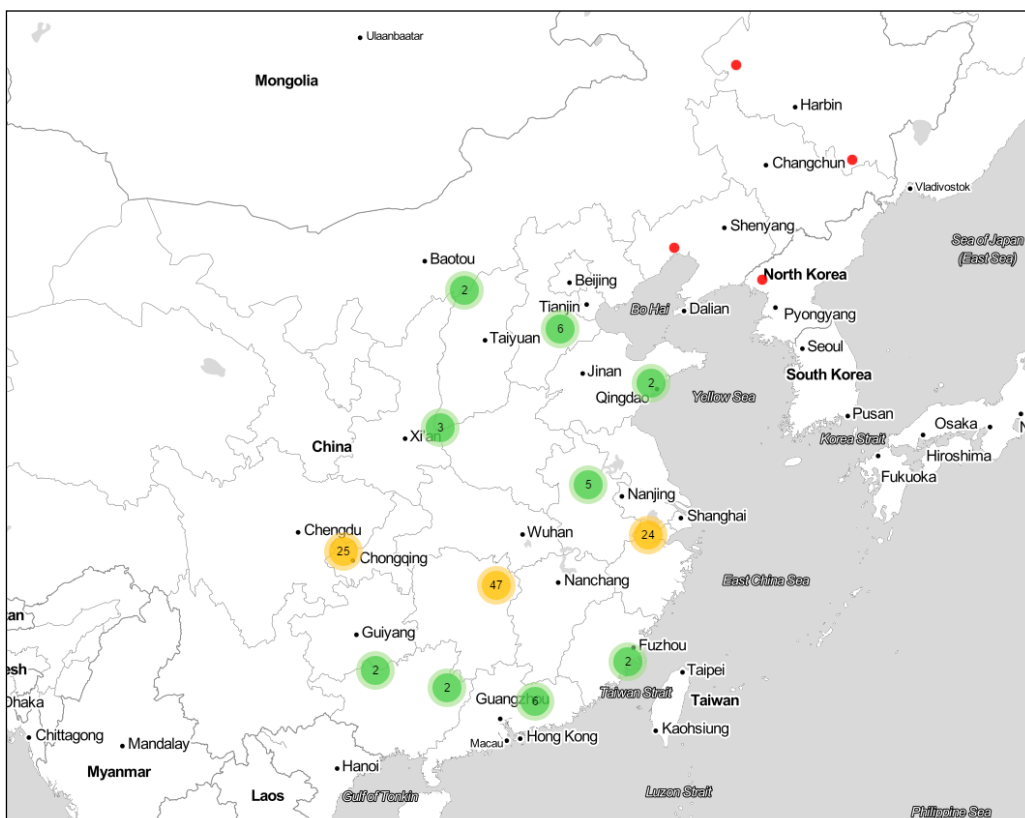 Ulaanbaatar
Mongolia
Harbin
Changchun
Vladivostok
Shenyang
Sea of Japan
(East Sea)
Baotou
Beijing
North Korea
2
Tianjin
Bo Hai
Dalian
Pyongyang
6
Taiyuan
Seoul
Jinan
South Korea
2
Qingdao
Yellow Sea
Pusan
3
Xi'an
China
Korea Strait
Osaka
N
Hiroshima
Fukuoka
5
Nanjing
Shanghai
Chengdu
Wuhan
24
25
Chongqing
47
Nanchang
East China Sea
tan
Guiyang
Fuzhou
2
esh
2
2
Taipei
Guangzhou
6
Taiwan Strait
Taiwan
Dhaka
Chittagong
Mandalay
Macau
Hong Kong
Kaohsiung
Myanmar
Hanoi
Laos
Gulf of Tonkin
Luzon Strait
Philippine Sea